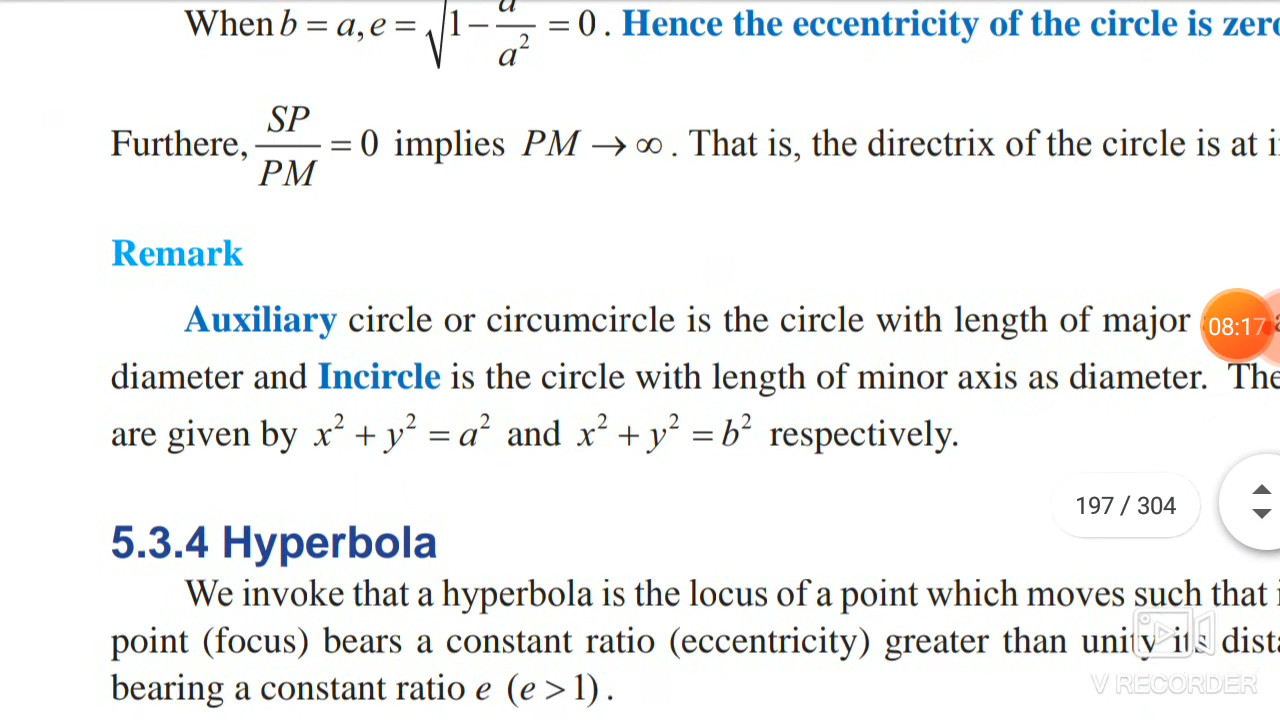 When b = a, e = √1 − a²/a² = 0. Hence the eccentricity of the circle is zero
Furthere, SP/PM = 0 implies PM → ∞. That is, the directrix of the circle is at
Remark
Auxiliary circle or circumcircle is the circle with length of major
08:17
diameter and Incircle is the circle with length of minor axis as diameter. The
are given by x² + y² = a² and x² + y² = b² respectively.
197 / 304
5.3.4 Hyperbola
We invoke that a hyperbola is the locus of a point which moves such that
point (focus) bears a constant ratio (eccentricity) greater than unity its
bearing a constant ratio e (e > 1).
V RECORDER